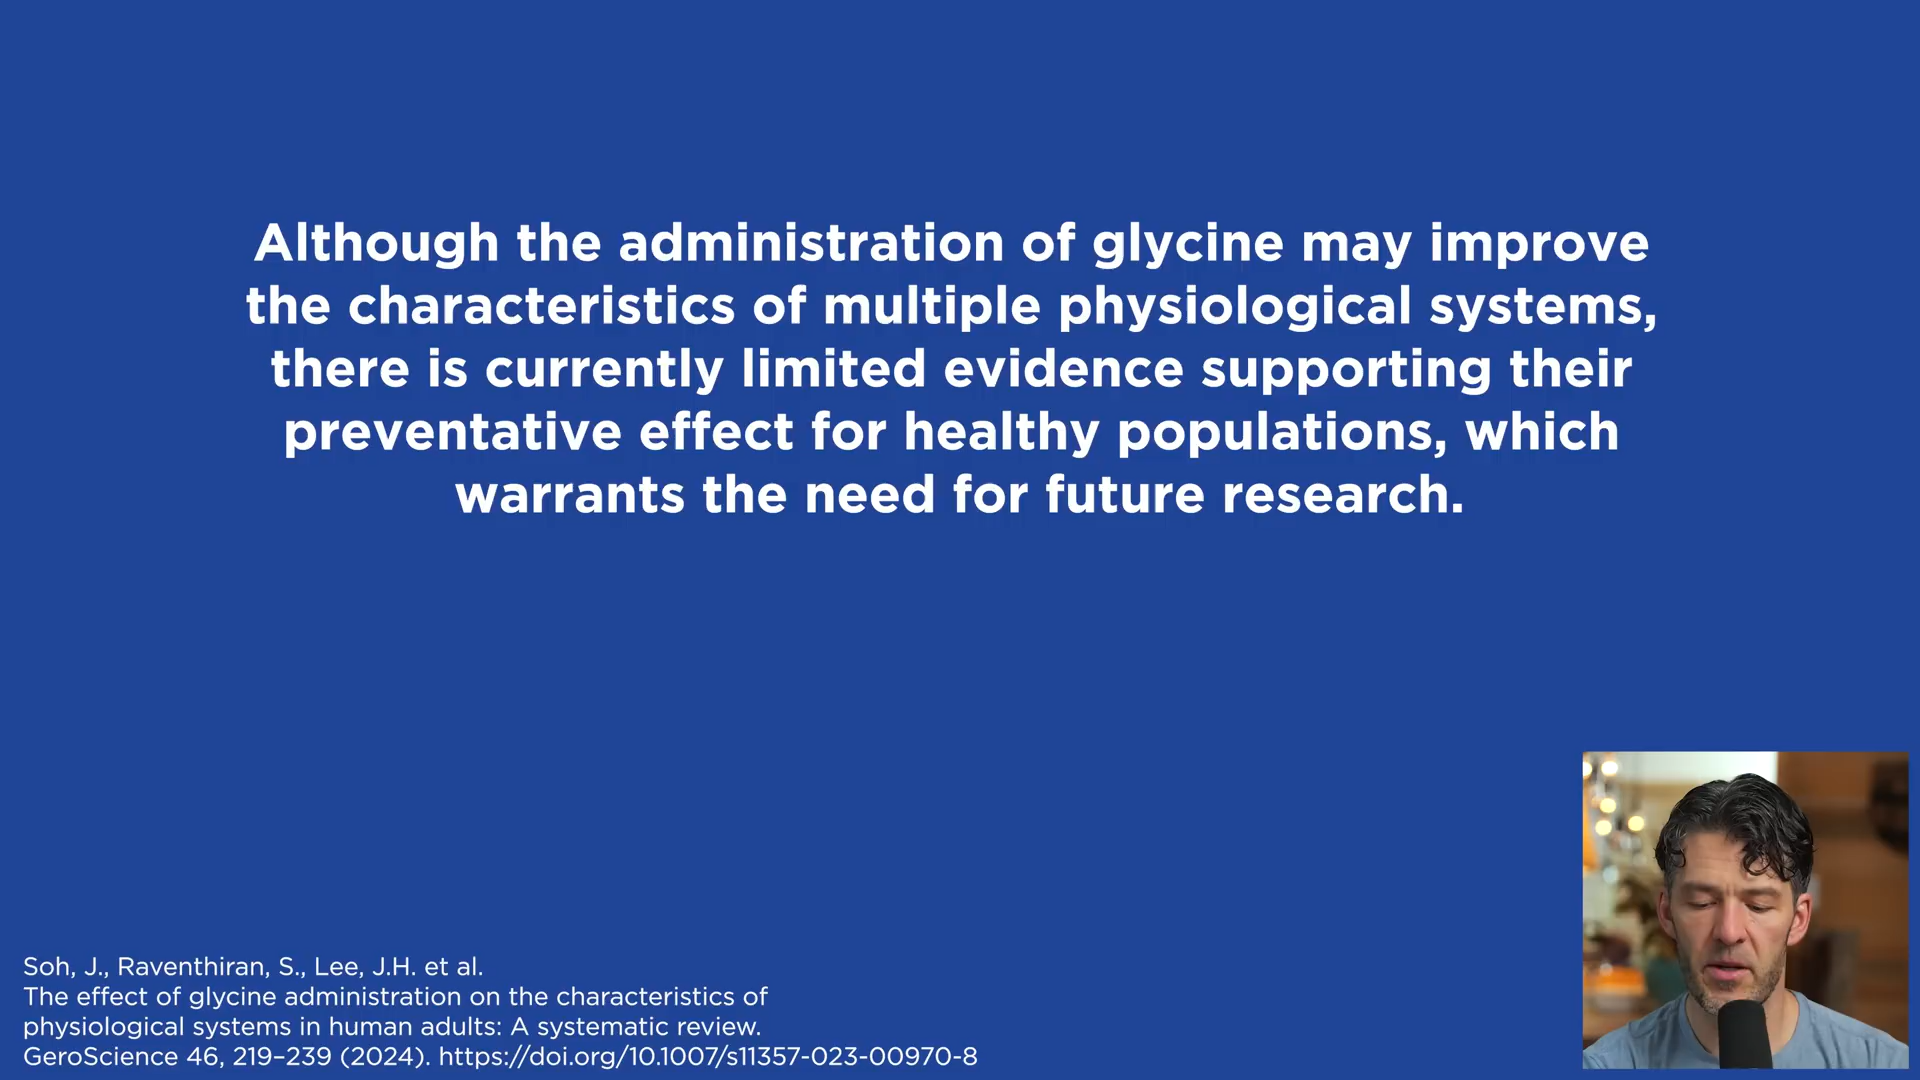 Although the administration of glycine may improve
the characteristics of multiple physiological systems,
there is currently limited evidence supporting their
preventative effect for healthy populations, which
warrants the need for future research.
Soh, J., Raventhiran, S., Lee, J.H. et al.
The effect of glycine administration on the characteristics of
physiological systems in human adults: A systematic review.
GeroScience 46, 219–239 (2024). https://doi.org/10.1007/s11357-023-00970-8